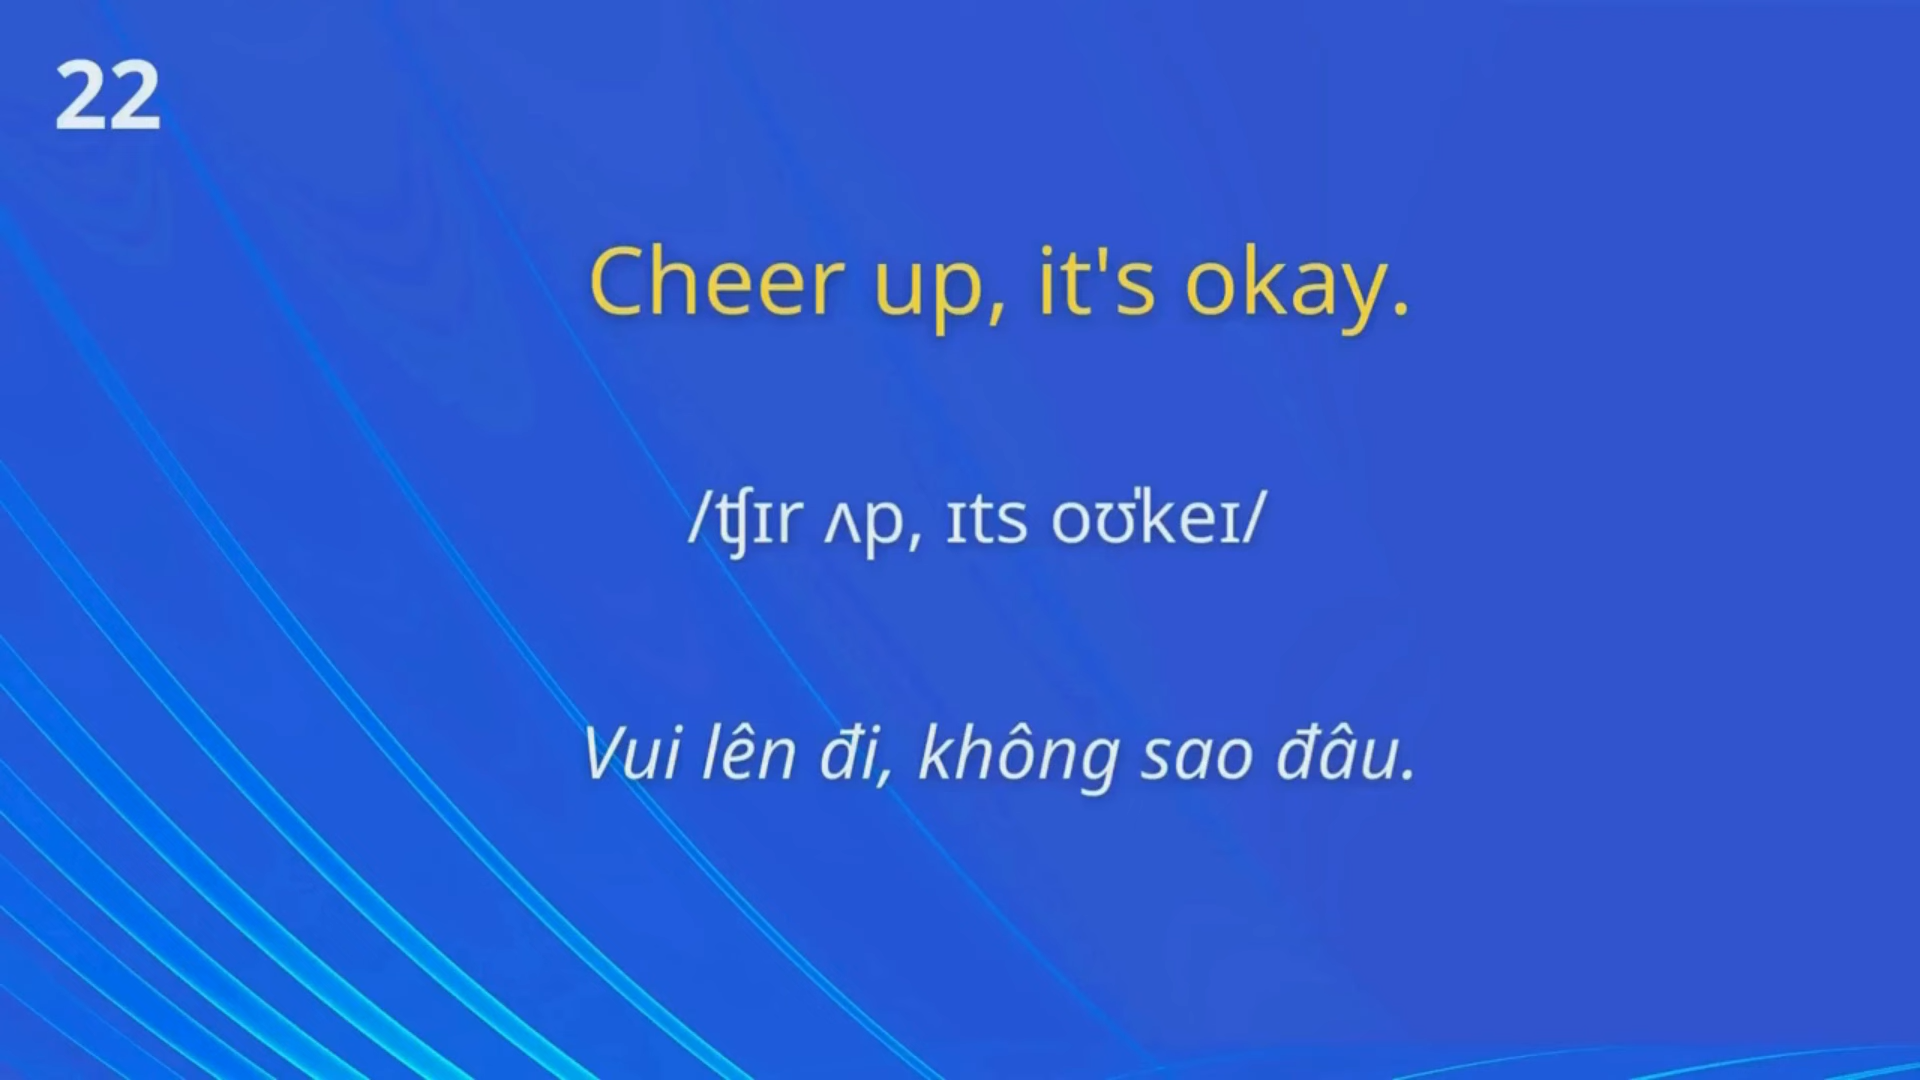 22
Cheer up, it's okay.
/ʧɪr ʌp, ɪts oʊˈkeɪ/
Vui lên đi, không sao đâu.